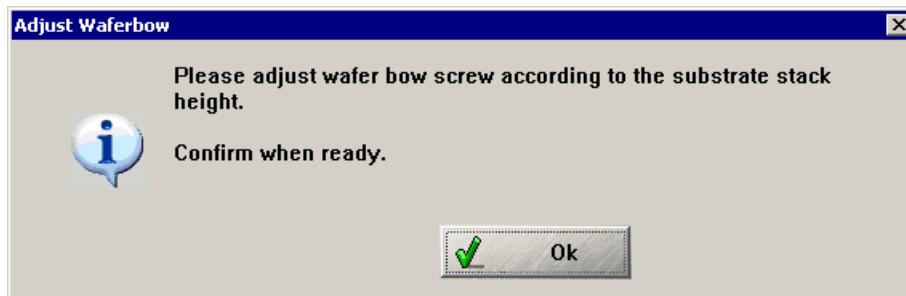 Adjust Waferbow
Please adjust wafer bow screw according to the substrate stack
height.
Confirm when ready.
Ok